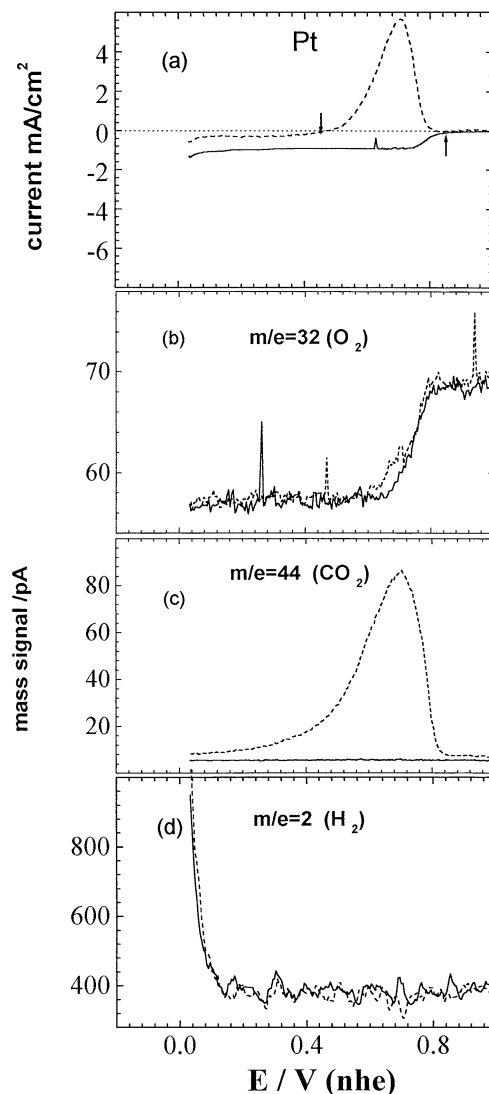 Pt
(a)
4
2
0
-2
-4
-6
current mA/cm²
(b)
m/e=32 (O₂)
70
60
(c)
m/e=44 (CO₂)
80
60
40
20
mass signal /pA
(d)
m/e=2 (H₂)
800
600
400
0.0
0.4
0.8
E / V (nhe)